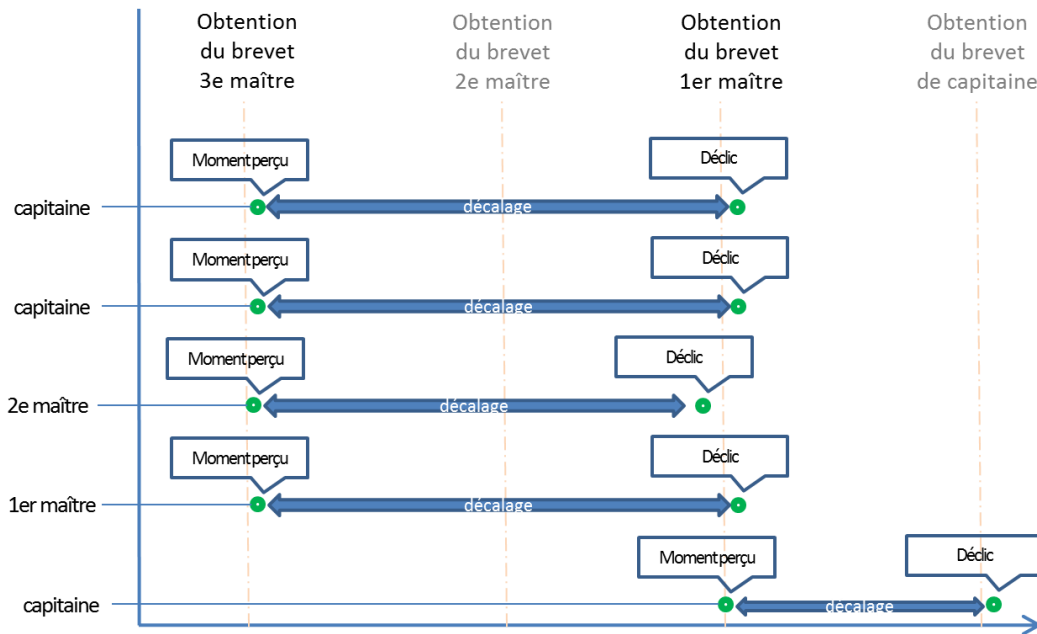 Obtention
du brevet
3e maître
Obtention
du brevet
2e maître
Obtention
du brevet
1er maître
Obtention
du brevet
de capitaine
Moment perçu
Déclic
capitaine
décalage
Moment perçu
Déclic
capitaine
décalage
Moment perçu
Déclic
2e maître
décalage
Moment perçu
Déclic
1er maître
décalage
Moment perçu
Déclic
capitaine
décalage